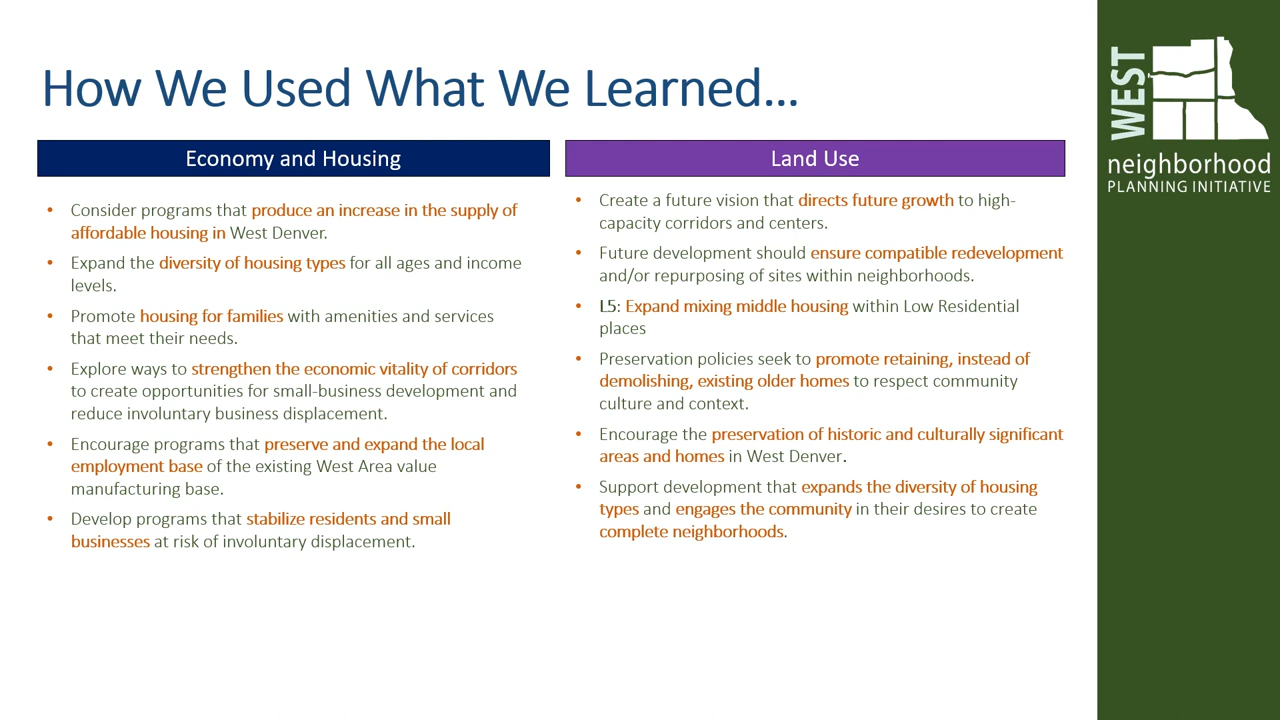 How We Used What We Learned...
Economy and Housing
• Consider programs that produce an increase in the supply of
affordable housing in West Denver.
• Expand the diversity of housing types for all ages and income
levels.
• Promote housing for families with amenities and services
that meet their needs.
• Explore ways to strengthen the economic vitality of corridors
to create opportunities for small-business development and
reduce involuntary business displacement.
• Encourage programs that preserve and expand the local
employment base of the existing West Area value
manufacturing base.
• Develop programs that stabilize residents and small
businesses at risk of involuntary displacement.
Land Use
• Create a future vision that directs future growth to high-
capacity corridors and centers.
• Future development should ensure compatible redevelopment
and/or repurposing of sites within neighborhoods.
• L5: Expand mixing middle housing within Low Residential
places
• Preservation policies seek to promote retaining, instead of
demolishing, existing older homes to respect community
culture and context.
• Encourage the preservation of historic and culturally significant
areas and homes in West Denver.
• Support development that expands the diversity of housing
types and engages the community in their desires to create
complete neighborhoods.
WEST
neighborhood
PLANNING INITIATIVE